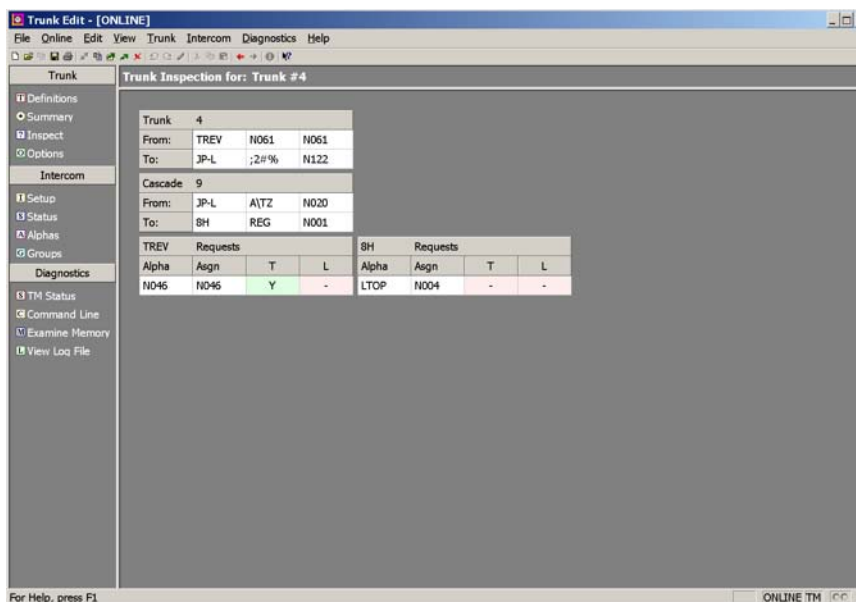 Trunk Edit - [ONLINE]
File Online Edit View Trunk Intercom Diagnostics Help
Trunk
Trunk Inspection for: Trunk #4
T Definitions
Summary
Inspect
Options
Intercom
Setup
Status
Alphas
Groups
Diagnostics
TM Status
Command Line
Examine Memory
View Log File
Trunk 4
From: TREV N061 N061
To: JP-L ;2#% N122
Cascade 9
From: JP-L A\TZ N020
To: 8H REG N001
TREV Requests
Alpha Asgn T L
N046 N046 Y -
8H Requests
Alpha Asgn T L
LTOP N004 - -
For Help, press F1
ONLINE TM